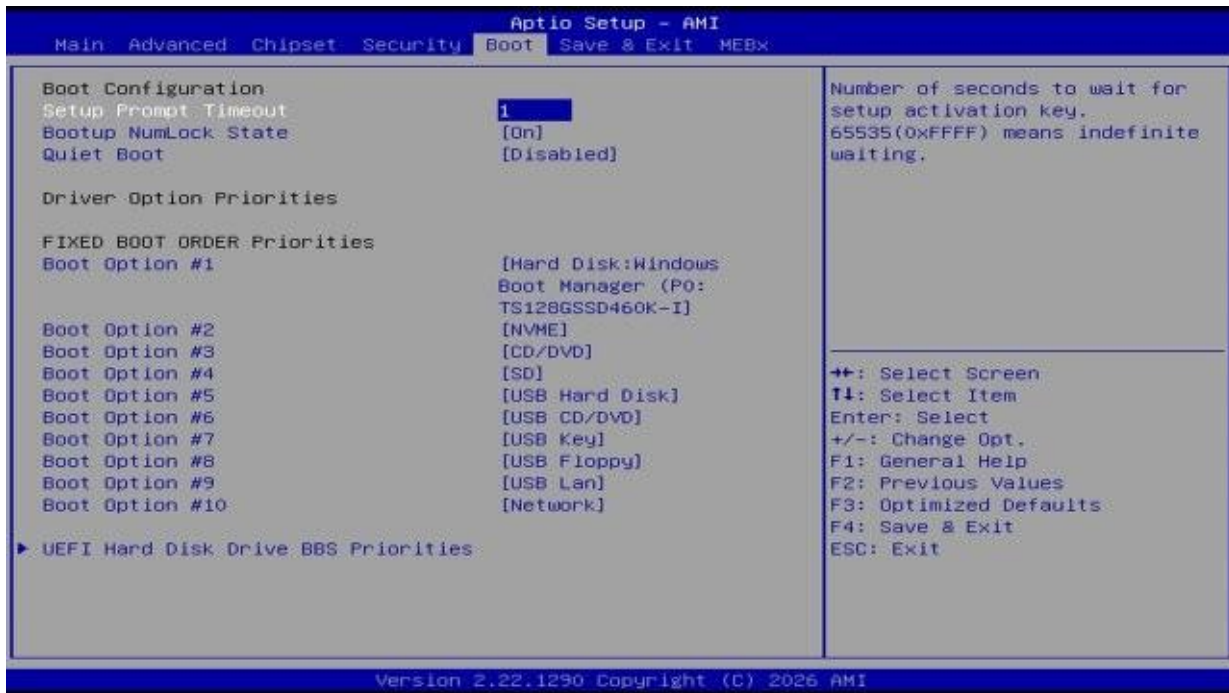 Aptio Setup - AMI
Main Advanced Chipset Security Boot Save & Exit MEBx
Boot Configuration
Setup Prompt Timeout 1
Bootup NumLock State [On]
Quiet Boot [Disabled]
Driver Option Priorities
FIXED BOOT ORDER Priorities
Boot Option #1 [Hard Disk:Windows
Boot Manager (P0:
TS128GSSD460K-I]
Boot Option #2 [NVME]
Boot Option #3 [CD/DVD]
Boot Option #4 [SD]
Boot Option #5 [USB Hard Disk]
Boot Option #6 [USB CD/DVD]
Boot Option #7 [USB Key]
Boot Option #8 [USB Floppy]
Boot Option #9 [USB Lan]
Boot Option #10 [Network]
UEFI Hard Disk Drive BBS Priorities
Number of seconds to wait for
setup activation key.
65535(0xFFFF) means indefinite
waiting.
→←: Select Screen
↑↓: Select Item
Enter: Select
+/-: Change Opt.
F1: General Help
F2: Previous Values
F3: Optimized Defaults
F4: Save & Exit
ESC: Exit
Version 2.22.1290 Copyright (C) 2026 AMI